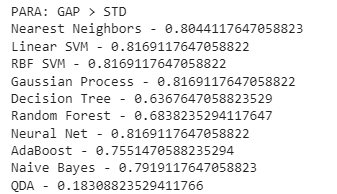 PARA: GAP > STD
Nearest Neighbors - 0.8044117647058823
Linear SVM - 0.8169117647058822
RBF SVM - 0.8169117647058822
Gaussian Process - 0.8169117647058822
Decision Tree - 0.6367647058823529
Random Forest - 0.6838235294117647
Neural Net - 0.8169117647058822
AdaBoost - 0.7551470588235294
Naive Bayes - 0.7919117647058823
QDA - 0.18308823529411766